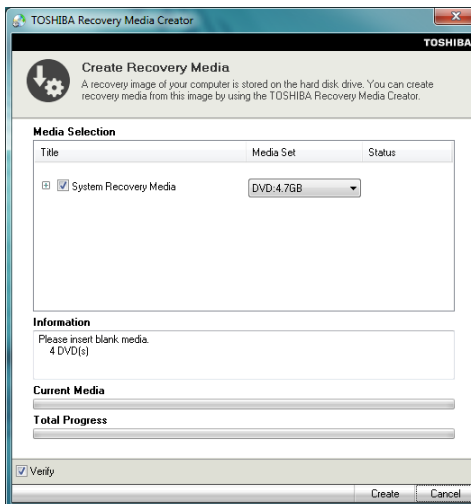 TOSHIBA Recovery Media Creator
TOSHIBA
Create Recovery Media
A recovery image of your computer is stored on the hard disk drive. You can create
recovery media from this image by using the TOSHIBA Recovery Media Creator.
Media Selection
Title Media Set Status
System Recovery Media DVD:4.7GB
Information
Please insert blank media.
4 DVD(s)
Current Media
Total Progress
Verify
Create Cancel